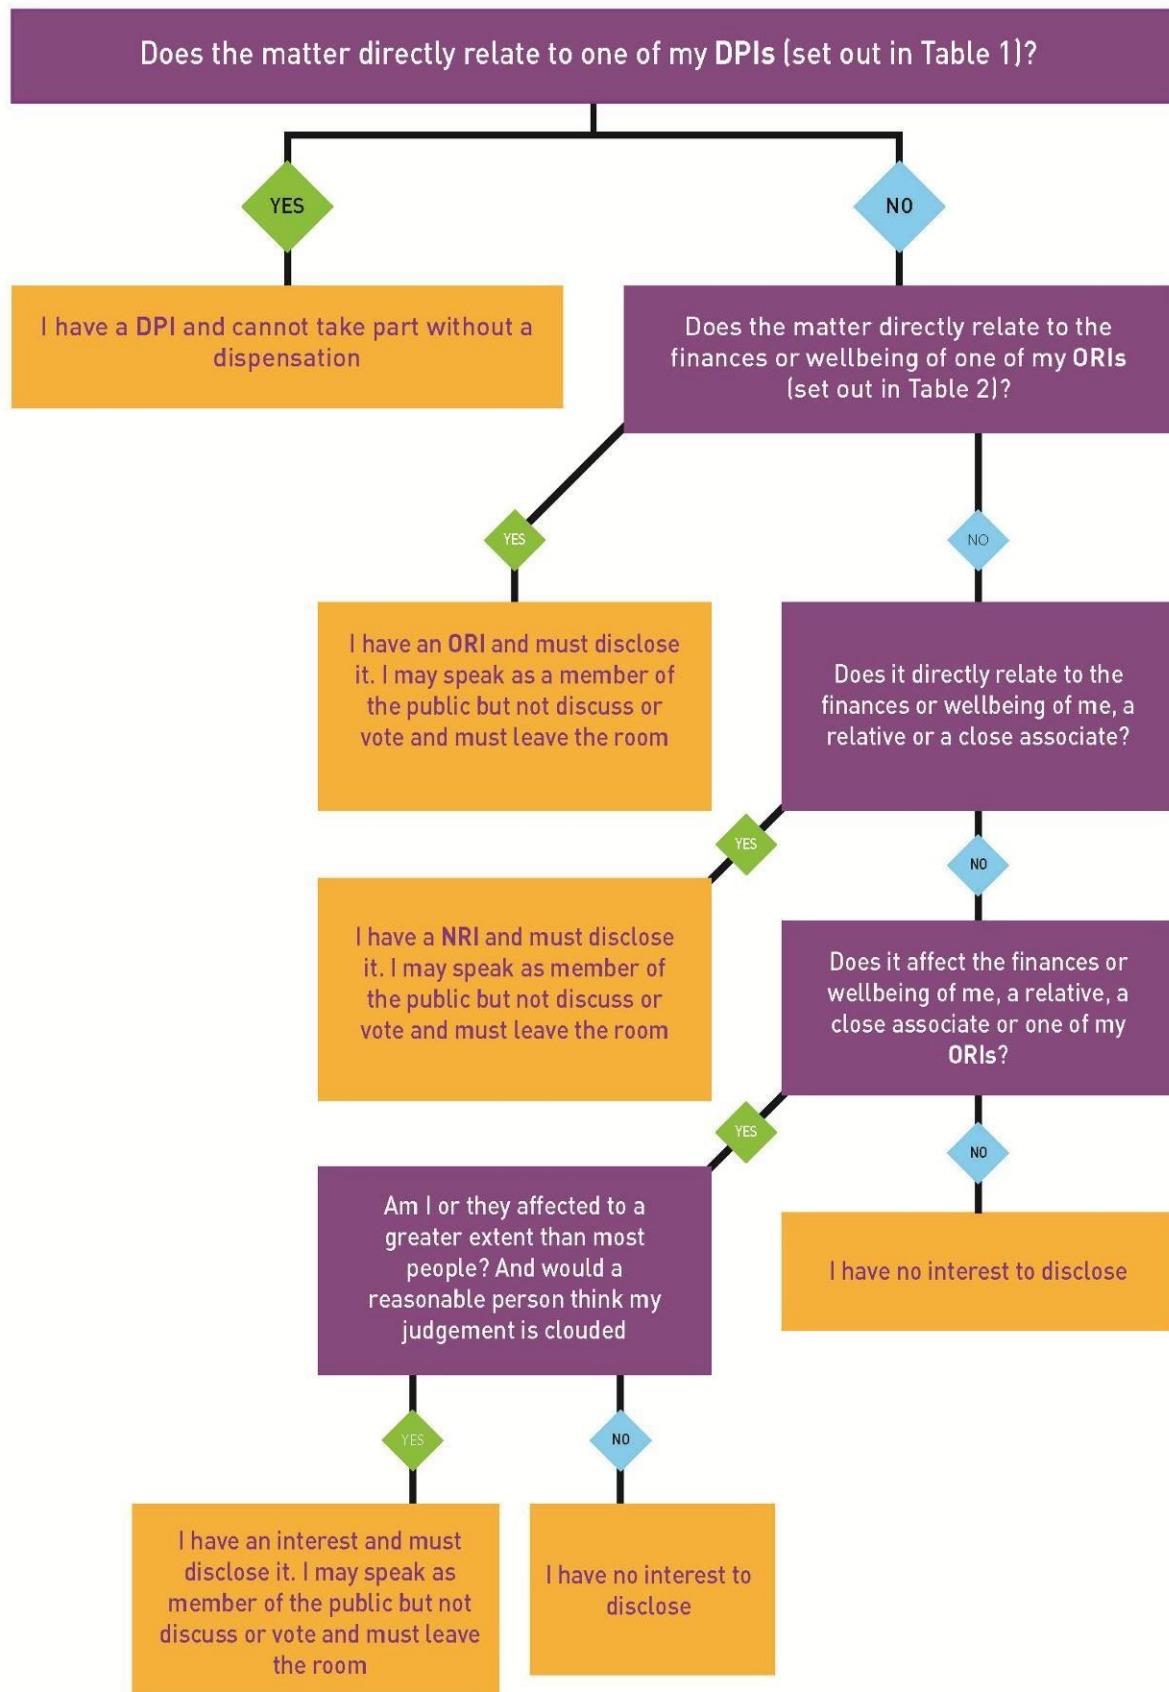 Does the matter directly relate to one of my DPIs (set out in Table 1)?
YES
NO
I have a DPI and cannot take part without a
dispensation
Does the matter directly relate to the
finances or wellbeing of one of my ORIs
(set out in Table 2)?
YES
NO
I have an ORI and must disclose
it. I may speak as a member of
the public but not discuss or
vote and must leave the room
Does it directly relate to the
finances or wellbeing of me, a
relative or a close associate?
YES
NO
I have a NRI and must disclose
it. I may speak as member of
the public but not discuss or
vote and must leave the room
Does it affect the finances or
wellbeing of me, a relative, a
close associate or one of my
ORIs?
YES
NO
Am I or they affected to a
greater extent than most
people? And would a
reasonable person think my
judgement is clouded
I have no interest to disclose
YES
NO
I have an interest and must
disclose it. I may speak as
member of the public but not
discuss or vote and must leave
the room
I have no interest to
disclose